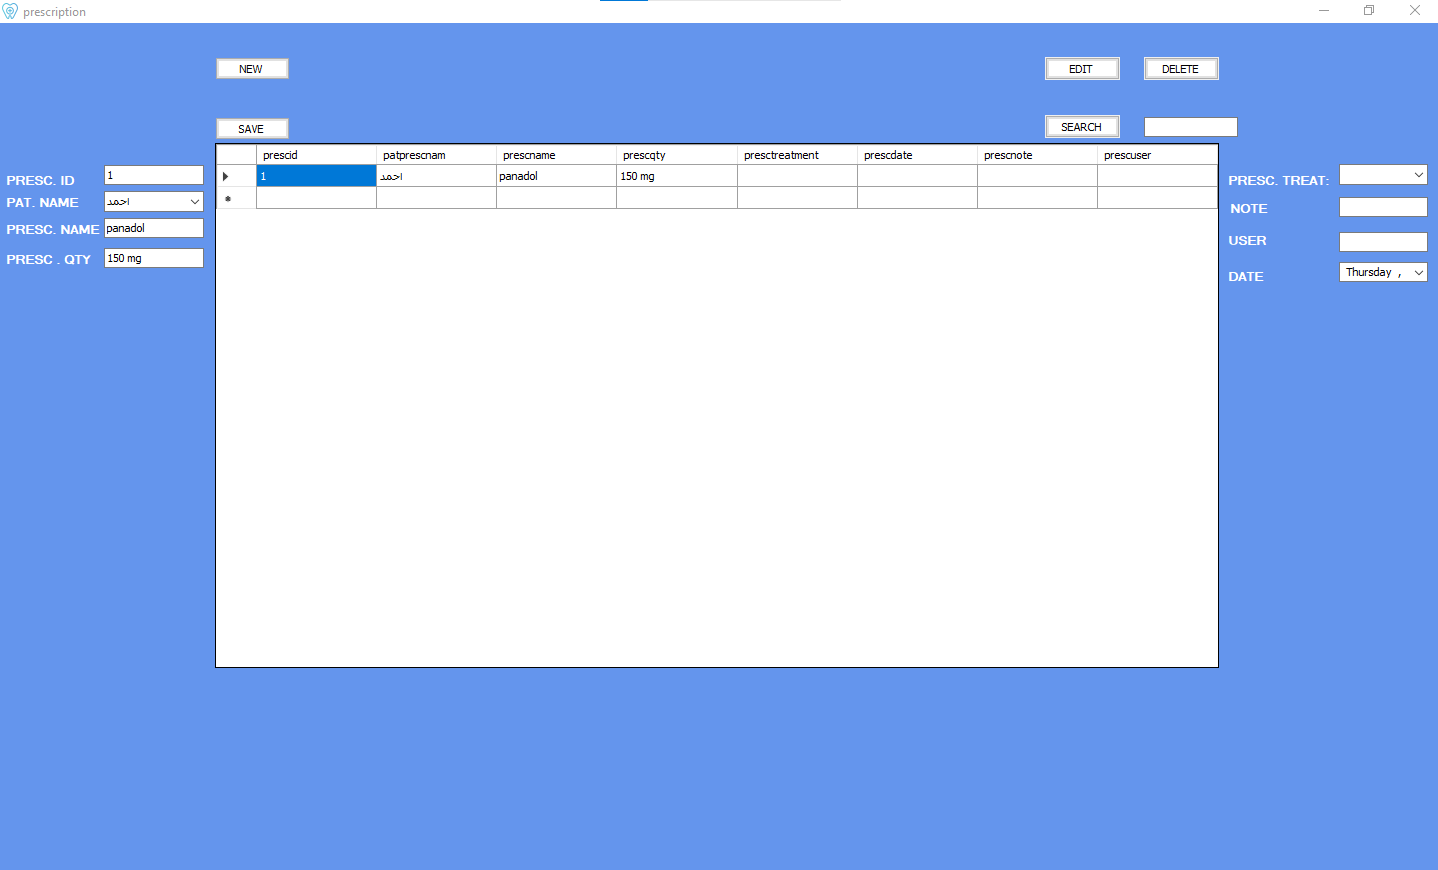 prescription
NEW
EDIT
DELETE
SAVE
SEARCH
prescid patprescnam prescname prescqty presctreatment prescdate prescnote prescuser
1 احمد panadol 150 mg
PRESC. ID 1
PAT. NAME احمد
PRESC. NAME panadol
PRESC . QTY 150 mg
PRESC. TREAT:
NOTE
USER
DATE Thursday ,